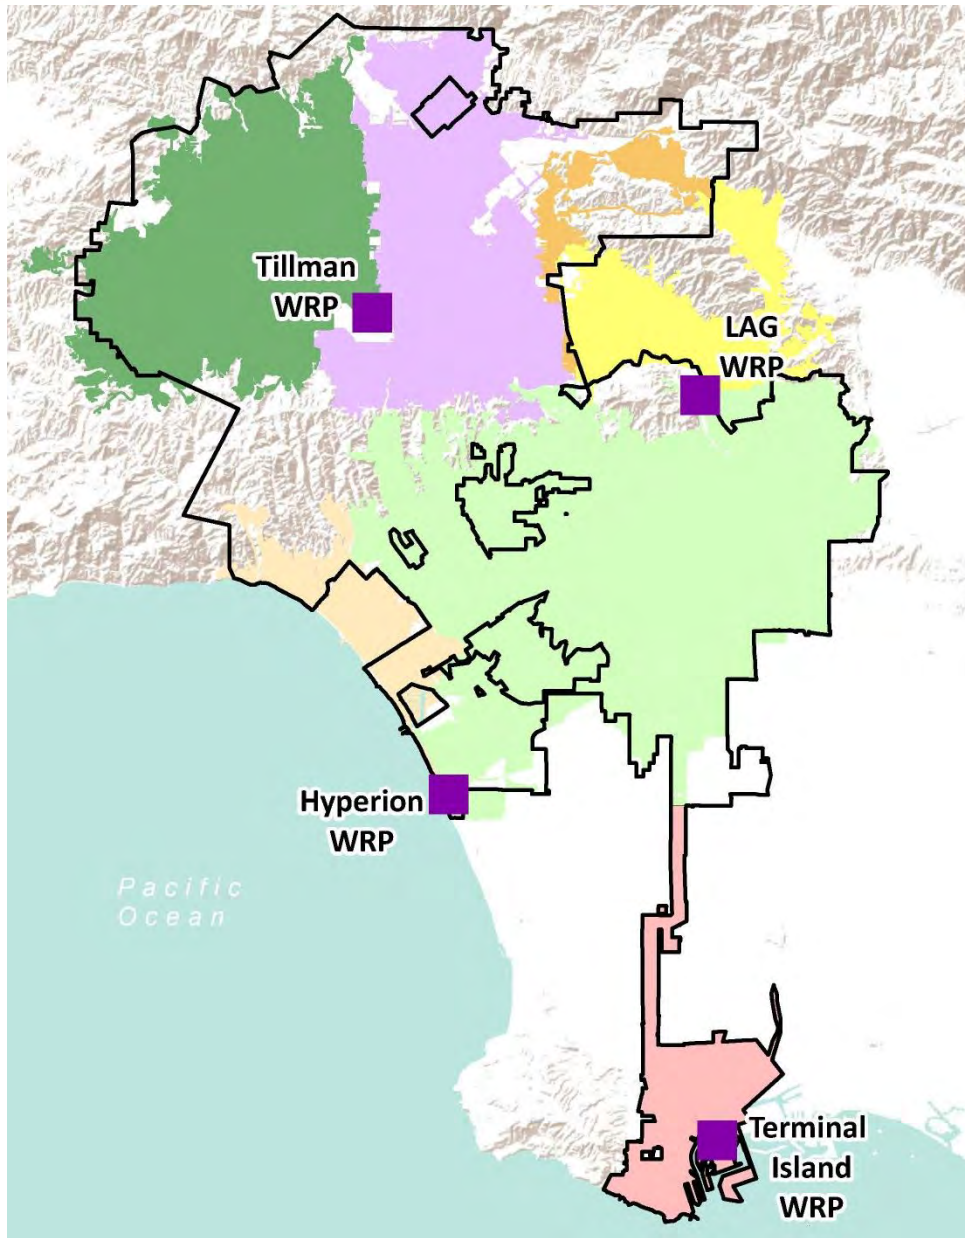 Tillman
WRP
LAG
WRP
Hyperion
WRP
Pacific
Ocean
Terminal
Island
WRP